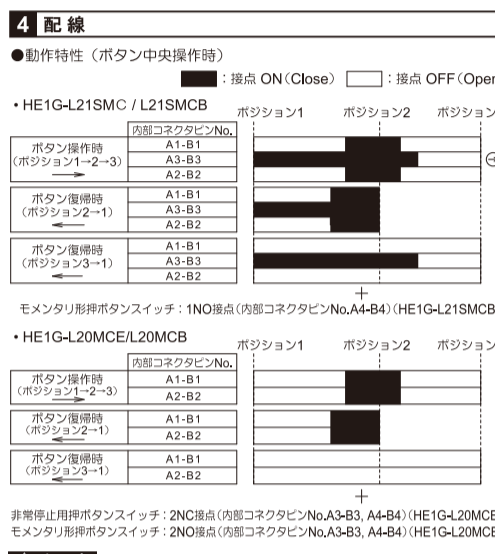 4 配線
●動作特性（ボタン中央操作時）
：接点 ON（Close） ：接点 OFF（Oper
・HE1G-L21SMC / L21SMCB
ポジション1 ポジション2 ポジション
内部コネクタピンNo.
ボタン操作時
（ポジション1→2→3）
A1-B1
A3-B3
A2-B2
ボタン復帰時
（ポジション2→1）
A1-B1
A3-B3
A2-B2
ボタン復帰時
（ポジション3→1）
A1-B1
A3-B3
A2-B2
モメンタリ形押ボタンスイッチ：1NO接点（内部コネクタピンNo.A4-B4）（HE1G-L21SMCB
・HE1G-L20MCE/L20MCB
ポジション1 ポジション2 ポジション
内部コネクタピンNo.
ボタン操作時
（ポジション1→2→3）
A1-B1
A2-B2
ボタン復帰時
（ポジション2→1）
A1-B1
A2-B2
ボタン復帰時
（ポジション3→1）
A1-B1
A2-B2
非常停止用押ボタンスイッチ：2NC接点（内部コネクタピンNo.A3-B3, A4-B4）（HE1G-L20MCE
モメンタリ形押ボタンスイッチ：2NO接点（内部コネクタピンNo.A3-B3, A4-B4）（HE1G-L20MCB